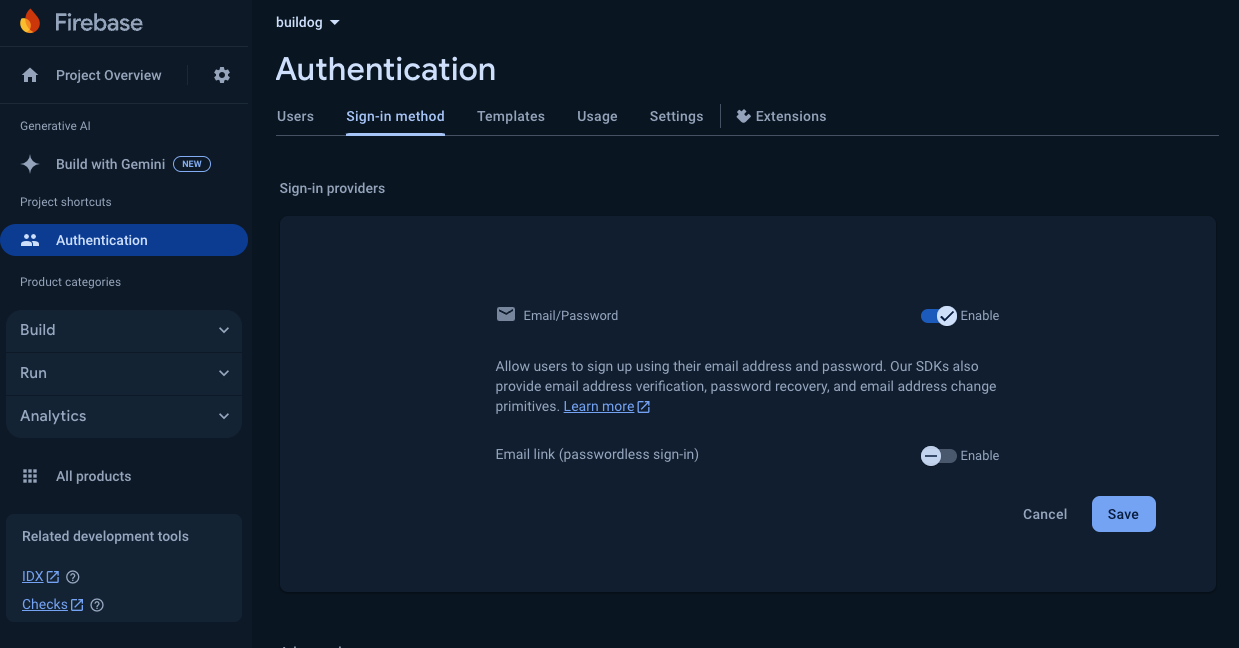 Firebase
Project Overview
Generative AI
Build with Gemini NEW
Project shortcuts
Authentication
Product categories
Build
Run
Analytics
All products
Related development tools
IDX
Checks
buildog
Authentication
Users Sign-in method Templates Usage Settings Extensions
Sign-in providers
Email/Password Enable
Allow users to sign up using their email address and password. Our SDKs also
provide email address verification, password recovery, and email address change
primitives. Learn more
Email link (passwordless sign-in) Enable
Cancel Save